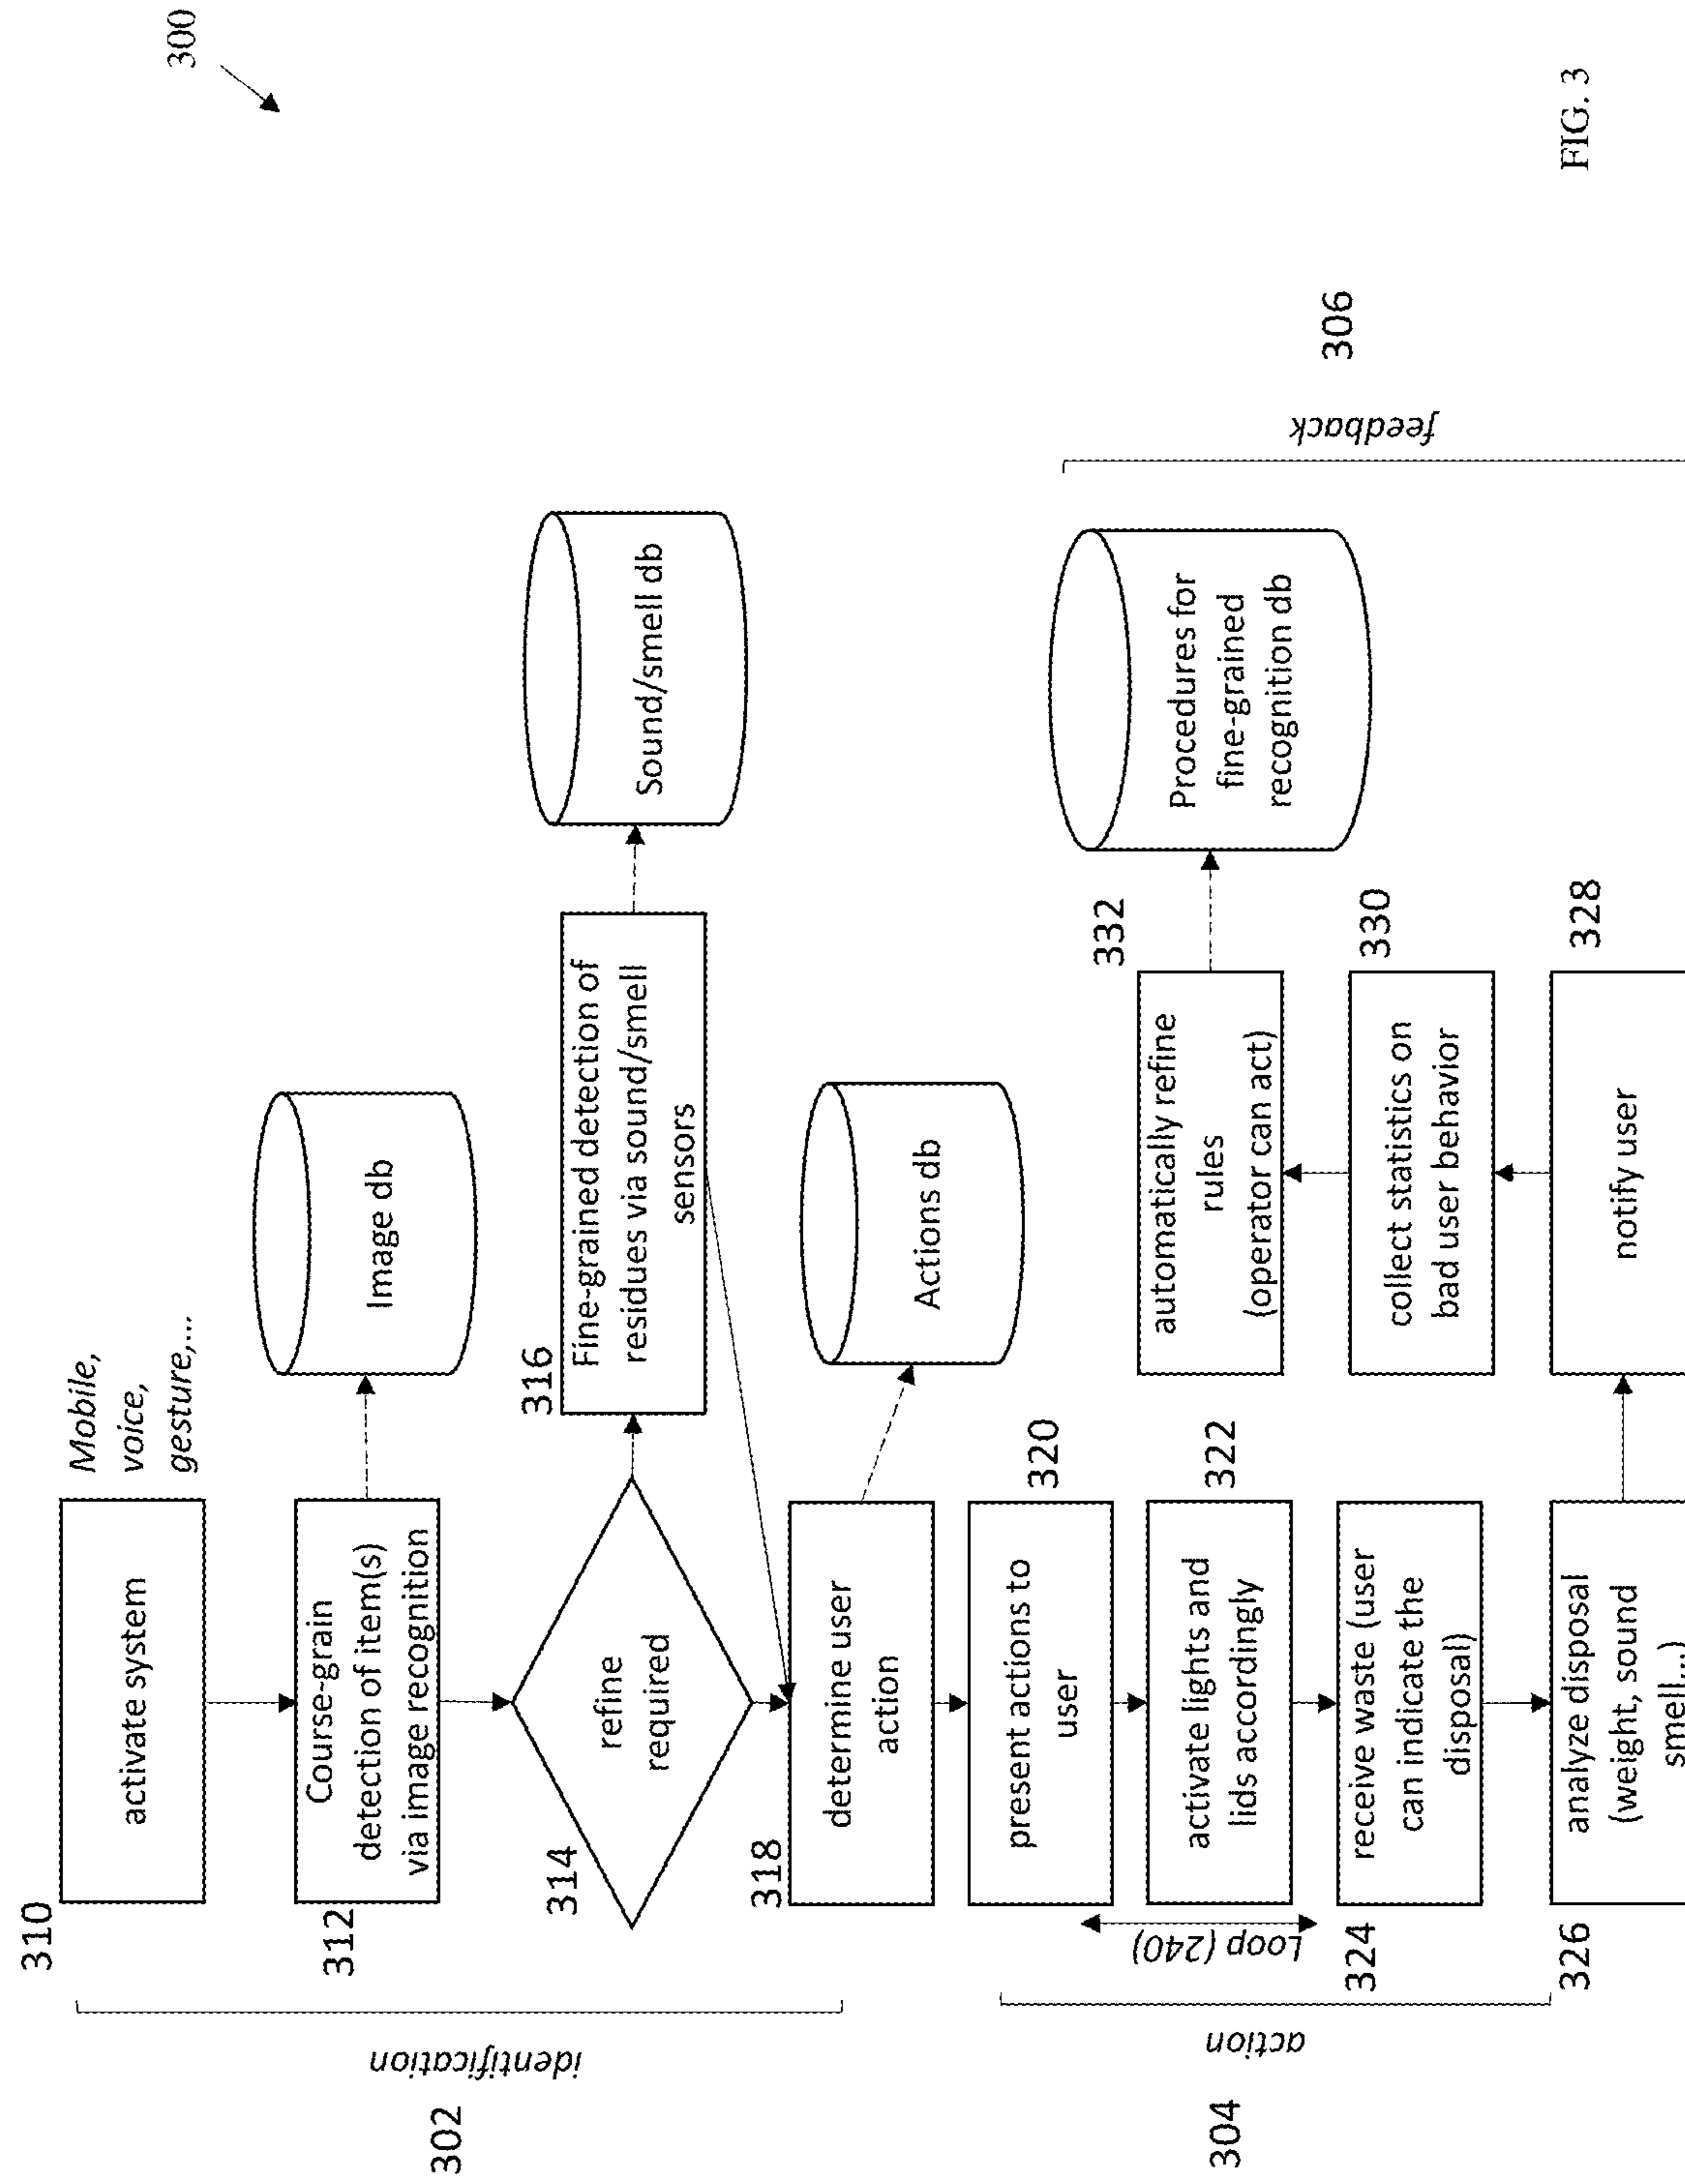 300
310
activate system
Mobile,
voice,
gesture,...
312
Course-grain
detection of item(s)
via image recognition
Image db
identification
302
314
refine
required
316
Fine-grained detection of
residues via sound/smell
sensors
Sound/smell db
318
determine user
action
Actions db
320
present actions to
user
322
activate lights and
lids accordingly
Loop (240)
324
receive waste (user
can indicate the
disposal)
action
304
326
analyze disposal
(weight, sound
smell,...)
328
notify user
330
collect statistics on
bad user behavior
332
automatically refine
rules
(operator can act)
Procedures for
fine-grained
recognition db
feedback
306
FIG. 3